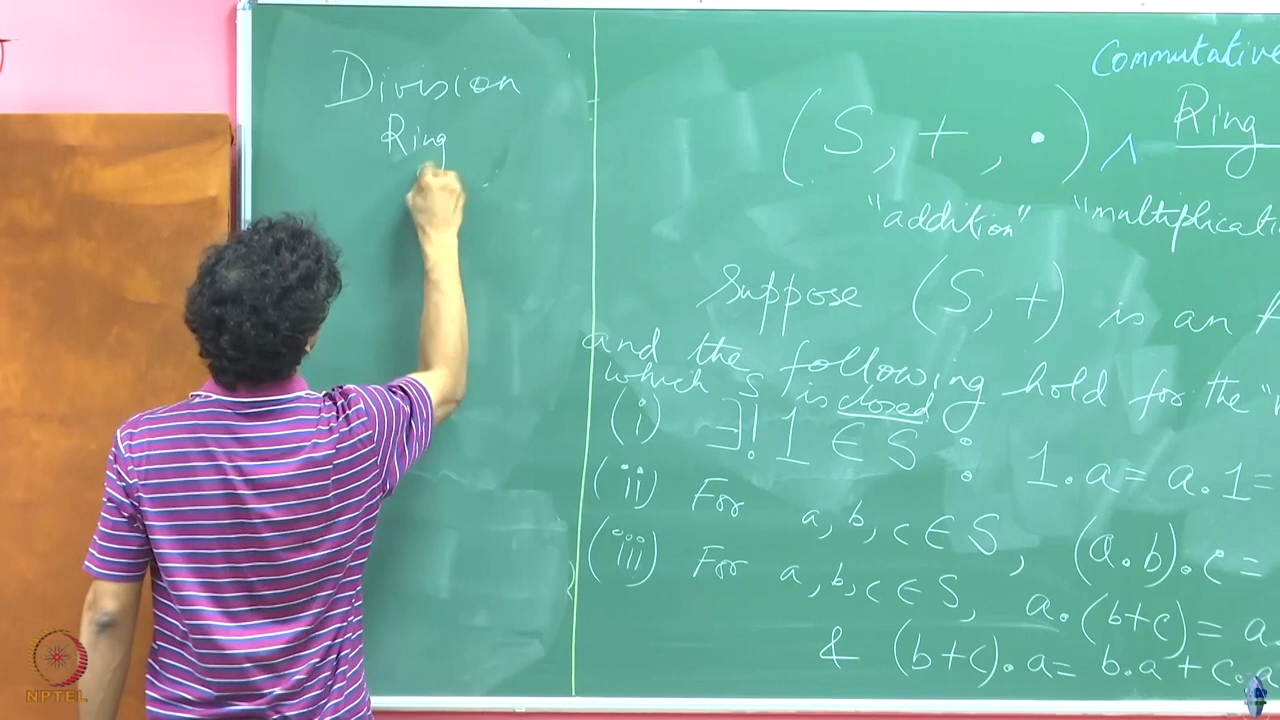 Division
Ring
Commutative
(S, +, ·) ^ Ring
"addition" "multiplicati
Suppose (S, +) is an
and the following hold for the "
which S is closed
(i) ∃! 1 ∈ S : 1.a = a.1 =
(ii) For a, b, c ∈ S, (a.b).c =
(iii) For a, b, c ∈ S, a.(b+c) = a.
& (b+c).a = b.a + c.a
NPTEL